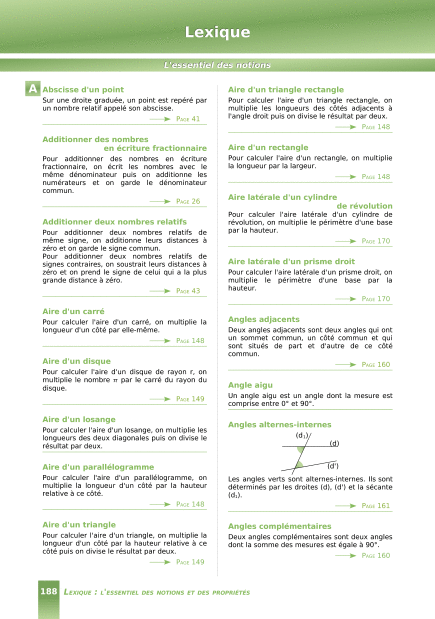 Lexique
L'essentiel des notions
A
Abscisse d'un point
Sur une droite graduée, un point est repéré par
un nombre relatif appelé son abscisse.
Page 41
Additionner des nombres
en écriture fractionnaire
Pour additionner des nombres en écriture
fractionnaire, on écrit les nombres avec le
même dénominateur puis on additionne les
numérateurs et on garde le dénominateur
commun.
Page 26
Additionner deux nombres relatifs
Pour additionner deux nombres relatifs de
même signe, on additionne leurs distances à
zéro et on garde le signe commun.
Pour additionner deux nombres relatifs de
signes contraires, on soustrait leurs distances à
zéro et on prend le signe de celui qui a la plus
grande distance à zéro.
Page 43
Aire d'un carré
Pour calculer l'aire d'un carré, on multiplie la
longueur d'un côté par elle-même.
Page 148
Aire d'un disque
Pour calculer l'aire d'un disque de rayon r, on
multiplie le nombre π par le carré du rayon du
disque.
Page 149
Aire d'un losange
Pour calculer l'aire d'un losange, on multiplie les
longueurs des deux diagonales puis on divise le
résultat par deux.
Aire d'un parallélogramme
Pour calculer l'aire d'un parallélogramme, on
multiplie la longueur d'un côté par la hauteur
relative à ce côté.
Page 148
Aire d'un triangle
Pour calculer l'aire d'un triangle, on multiplie la
longueur d'un côté par la hauteur relative à ce
côté puis on divise le résultat par deux.
Page 149
Aire d'un triangle rectangle
Pour calculer l'aire d'un triangle rectangle, on
multiplie les longueurs des côtés adjacents à
l'angle droit puis on divise le résultat par deux.
Page 148
Aire d'un rectangle
Pour calculer l'aire d'un rectangle, on multiplie
la longueur par la largeur.
Page 148
Aire latérale d'un cylindre
de révolution
Pour calculer l'aire latérale d'un cylindre de
révolution, on multiplie le périmètre d'une base
par la hauteur.
Page 170
Aire latérale d'un prisme droit
Pour calculer l'aire latérale d'un prisme droit, on
multiplie le périmètre d'une base par la
hauteur.
Page 170
Angles adjacents
Deux angles adjacents sont deux angles qui ont
un sommet commun, un côté commun et qui
sont situés de part et d'autre de ce côté
commun.
Page 160
Angle aigu
Un angle aigu est un angle dont la mesure est
comprise entre 0° et 90°.
Angles alternes-internes
(d₁)
(d)
(d')
Les angles verts sont alternes-internes. Ils sont
déterminés par les droites (d), (d') et la sécante
(d₁).
Page 161
Angles complémentaires
Deux angles complémentaires sont deux angles
dont la somme des mesures est égale à 90°.
Page 160
188 Lexique : l'essentiel des notions et des propriétés